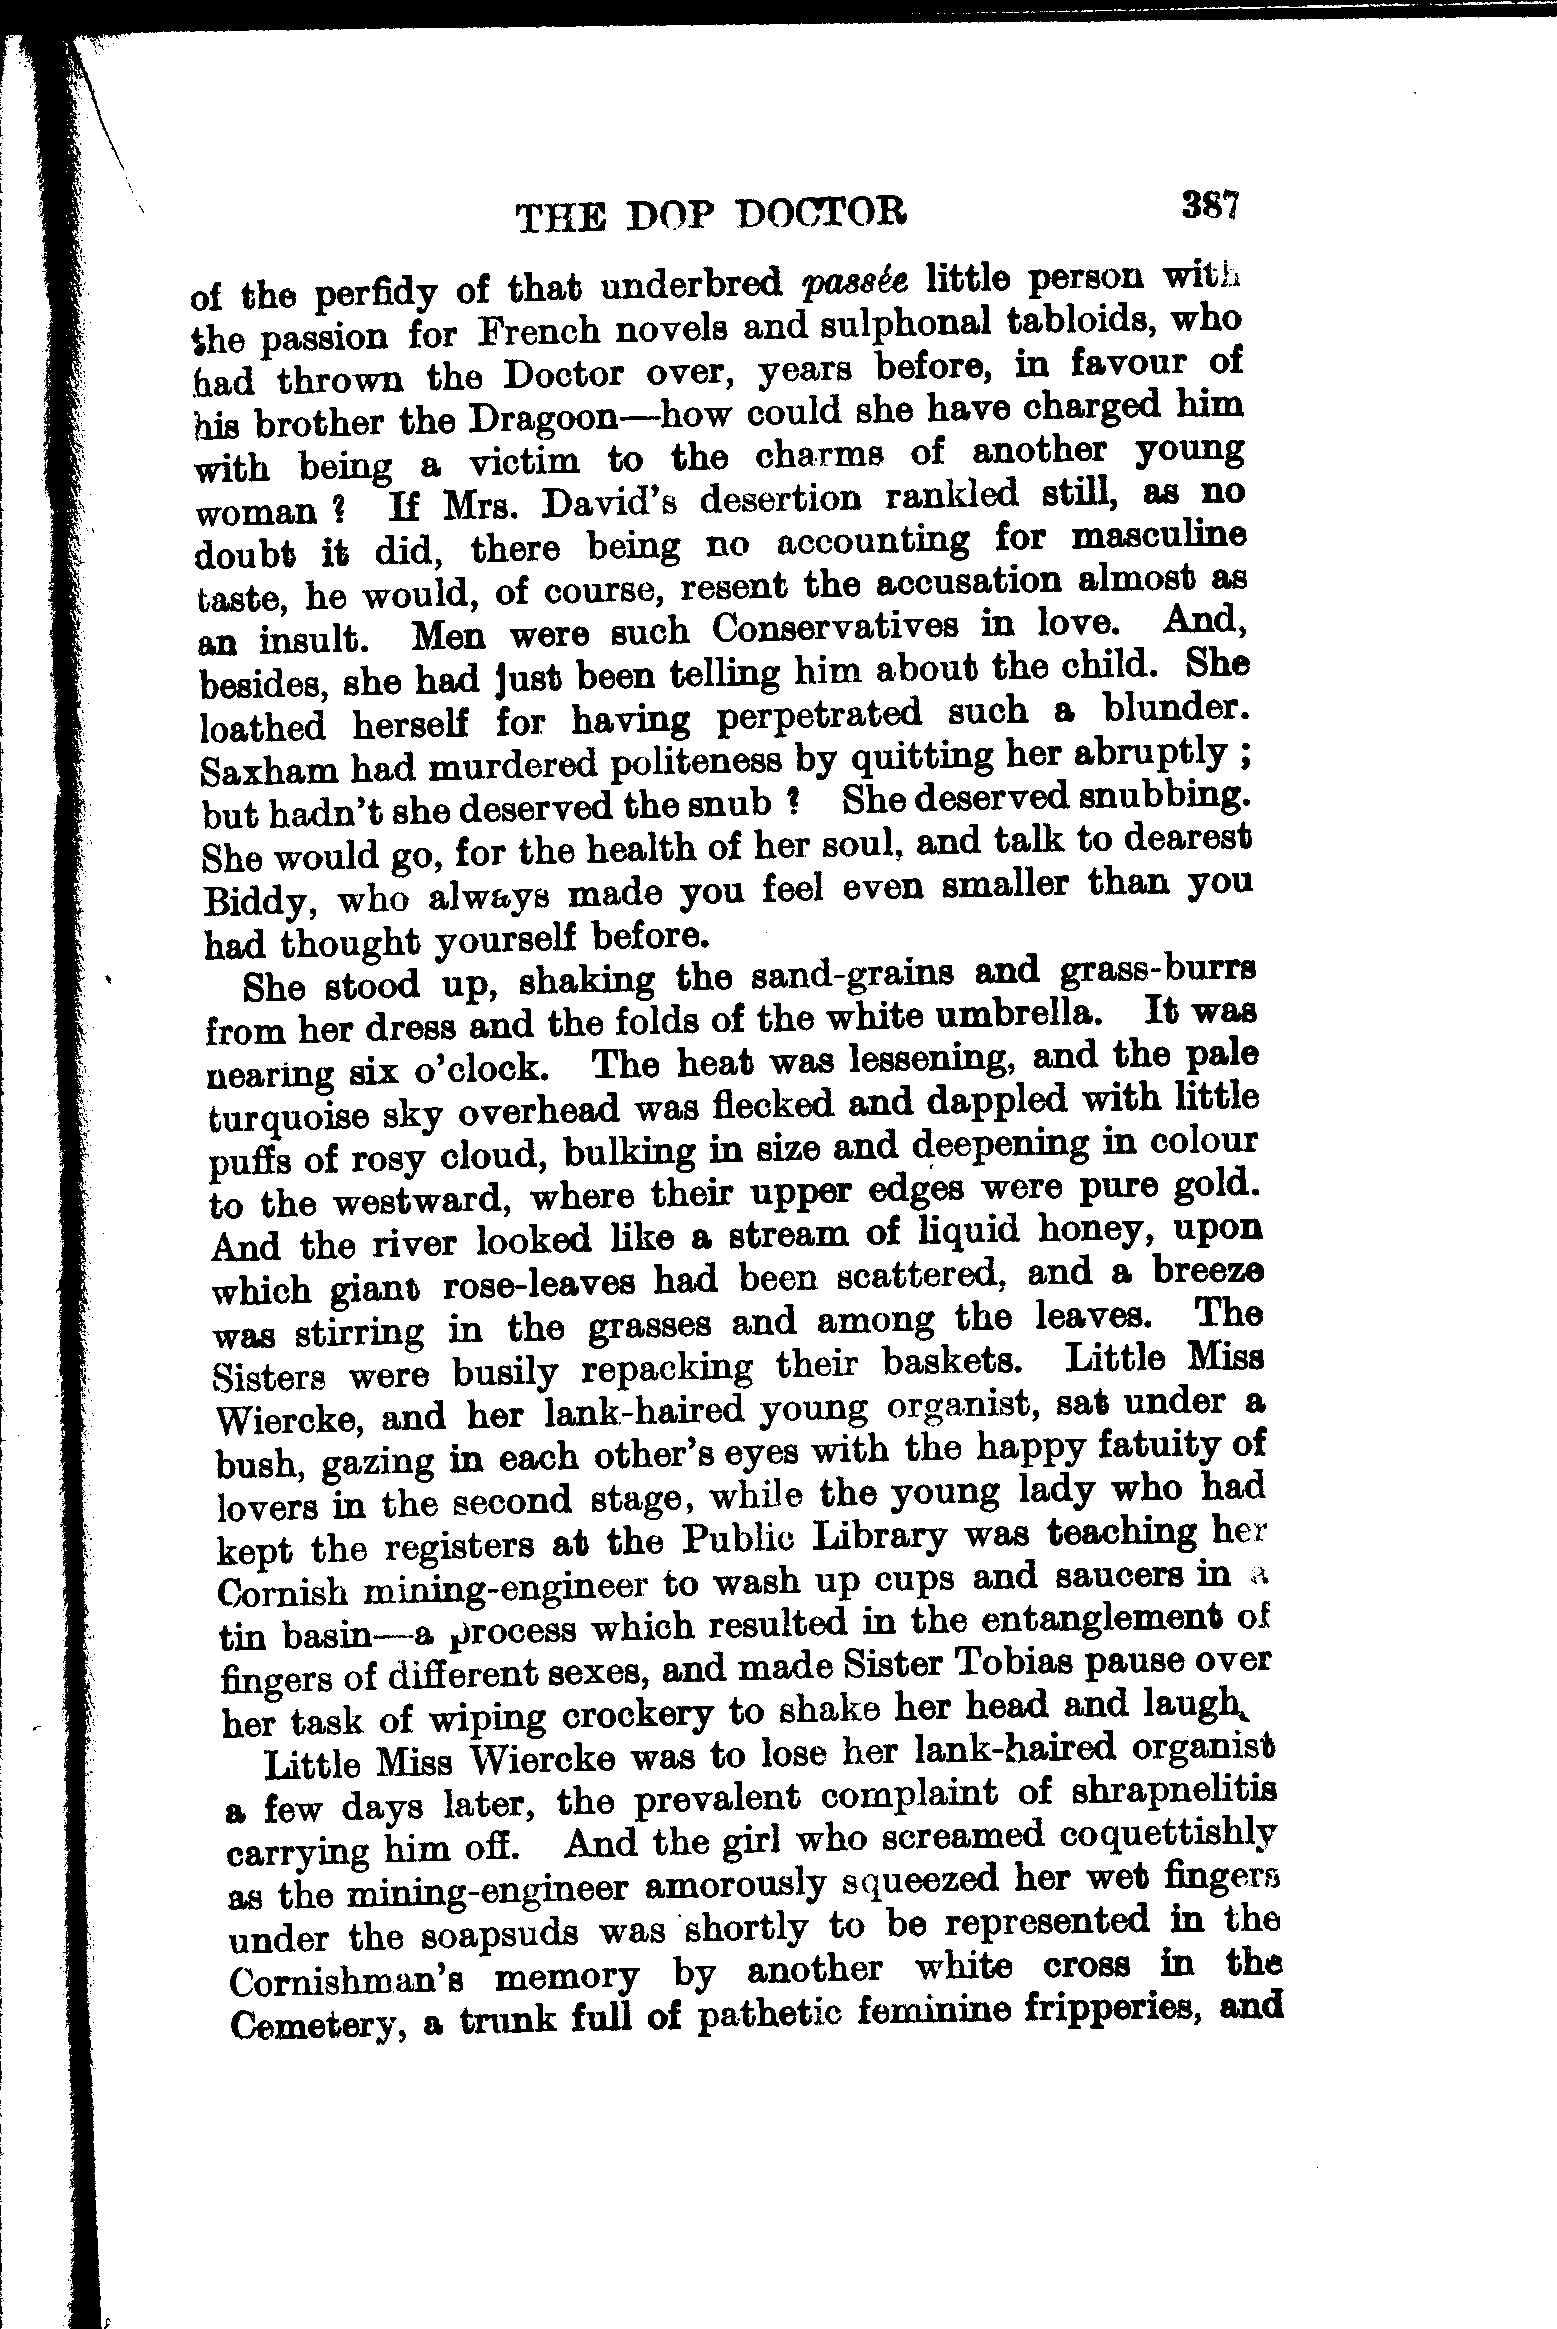 THE DOP DOCTOR 387
of the perfidy of that underbred passée little person with
the passion for French novels and sulphonal tabloids, who
had thrown the Doctor over, years before, in favour of
his brother the Dragoon—how could she have charged him
with being a victim to the charms of another young
woman ? If Mrs. David's desertion rankled still, as no
doubt it did, there being no accounting for masculine
taste, he would, of course, resent the accusation almost as
an insult. Men were such Conservatives in love. And,
besides, she had just been telling him about the child. She
loathed herself for having perpetrated such a blunder.
Saxham had murdered politeness by quitting her abruptly ;
but hadn't she deserved the snub ? She deserved snubbing.
She would go, for the health of her soul, and talk to dearest
Biddy, who always made you feel even smaller than you
had thought yourself before.
She stood up, shaking the sand-grains and grass-burrs
from her dress and the folds of the white umbrella. It was
nearing six o'clock. The heat was lessening, and the pale
turquoise sky overhead was flecked and dappled with little
puffs of rosy cloud, bulking in size and deepening in colour
to the westward, where their upper edges were pure gold.
And the river looked like a stream of liquid honey, upon
which giant rose-leaves had been scattered, and a breeze
was stirring in the grasses and among the leaves. The
Sisters were busily repacking their baskets. Little Miss
Wiercke, and her lank-haired young organist, sat under a
bush, gazing in each other's eyes with the happy fatuity of
lovers in the second stage, while the young lady who had
kept the registers at the Public Library was teaching her
Cornish mining-engineer to wash up cups and saucers in a
tin basin—a process which resulted in the entanglement of
fingers of different sexes, and made Sister Tobias pause over
her task of wiping crockery to shake her head and laugh.
Little Miss Wiercke was to lose her lank-haired organist
a few days later, the prevalent complaint of shrapnelitis
carrying him off. And the girl who screamed coquettishly
as the mining-engineer amorously squeezed her wet fingers
under the soapsuds was shortly to be represented in the
Cornishman's memory by another white cross in the
Cemetery, a trunk full of pathetic feminine fripperies, and